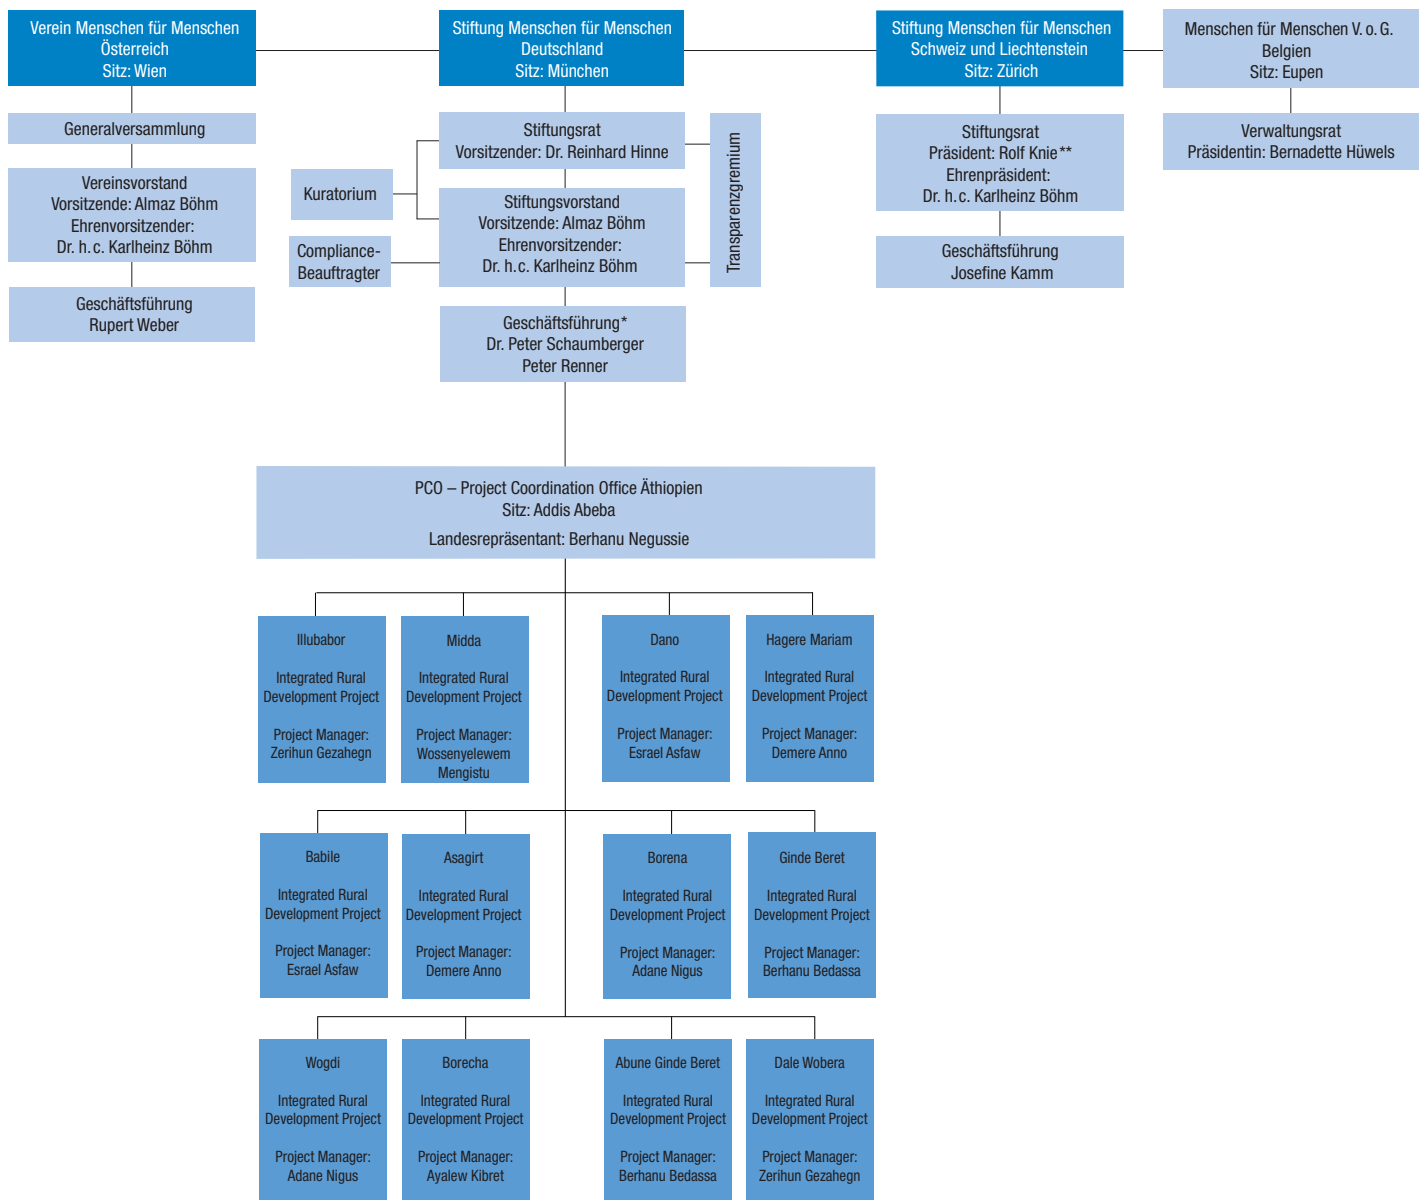 Verein Menschen für Menschen
Österreich
Sitz: Wien
Generalversammlung
Vereinsvorstand
Vorsitzende: Almaz Böhm
Ehrenvorsitzender:
Dr. h. c. Karlheinz Böhm
Geschäftsführung
Rupert Weber
Stiftung Menschen für Menschen
Deutschland
Sitz: München
Stiftungsrat
Vorsitzender: Dr. Reinhard Hinne
Kuratorium
Stiftungsvorstand
Vorsitzende: Almaz Böhm
Ehrenvorsitzender:
Dr. h. c. Karlheinz Böhm
Compliance-
Beauftragter
Transparenzgremium
Geschäftsführung*
Dr. Peter Schaumberger
Peter Renner
Stiftung Menschen für Menschen
Schweiz und Liechtenstein
Sitz: Zürich
Stiftungsrat
Präsident: Rolf Knie**
Ehrenpräsident:
Dr. h. c. Karlheinz Böhm
Geschäftsführung
Josefine Kamm
Menschen für Menschen V. o. G.
Belgien
Sitz: Eupen
Verwaltungsrat
Präsidentin: Bernadette Hüwels
PCO – Project Coordination Office Äthiopien
Sitz: Addis Abeba
Landesrepräsentant: Berhanu Negussie
Illubabor
Integrated Rural
Development Project
Project Manager:
Zerihun Gezahegn
Midda
Integrated Rural
Development Project
Project Manager:
Wossenyelewem
Mengistu
Dano
Integrated Rural
Development Project
Project Manager:
Esrael Asfaw
Hagere Mariam
Integrated Rural
Development Project
Project Manager:
Demere Anno
Babile
Integrated Rural
Development Project
Project Manager:
Esrael Asfaw
Asagirt
Integrated Rural
Development Project
Project Manager:
Demere Anno
Borena
Integrated Rural
Development Project
Project Manager:
Adane Nigus
Ginde Beret
Integrated Rural
Development Project
Project Manager:
Berhanu Bedassa
Wogdi
Integrated Rural
Development Project
Project Manager:
Adane Nigus
Borecha
Integrated Rural
Development Project
Project Manager:
Ayalew Kibret
Abune Ginde Beret
Integrated Rural
Development Project
Project Manager:
Berhanu Bedassa
Dale Wobera
Integrated Rural
Development Project
Project Manager:
Zerihun Gezahegn